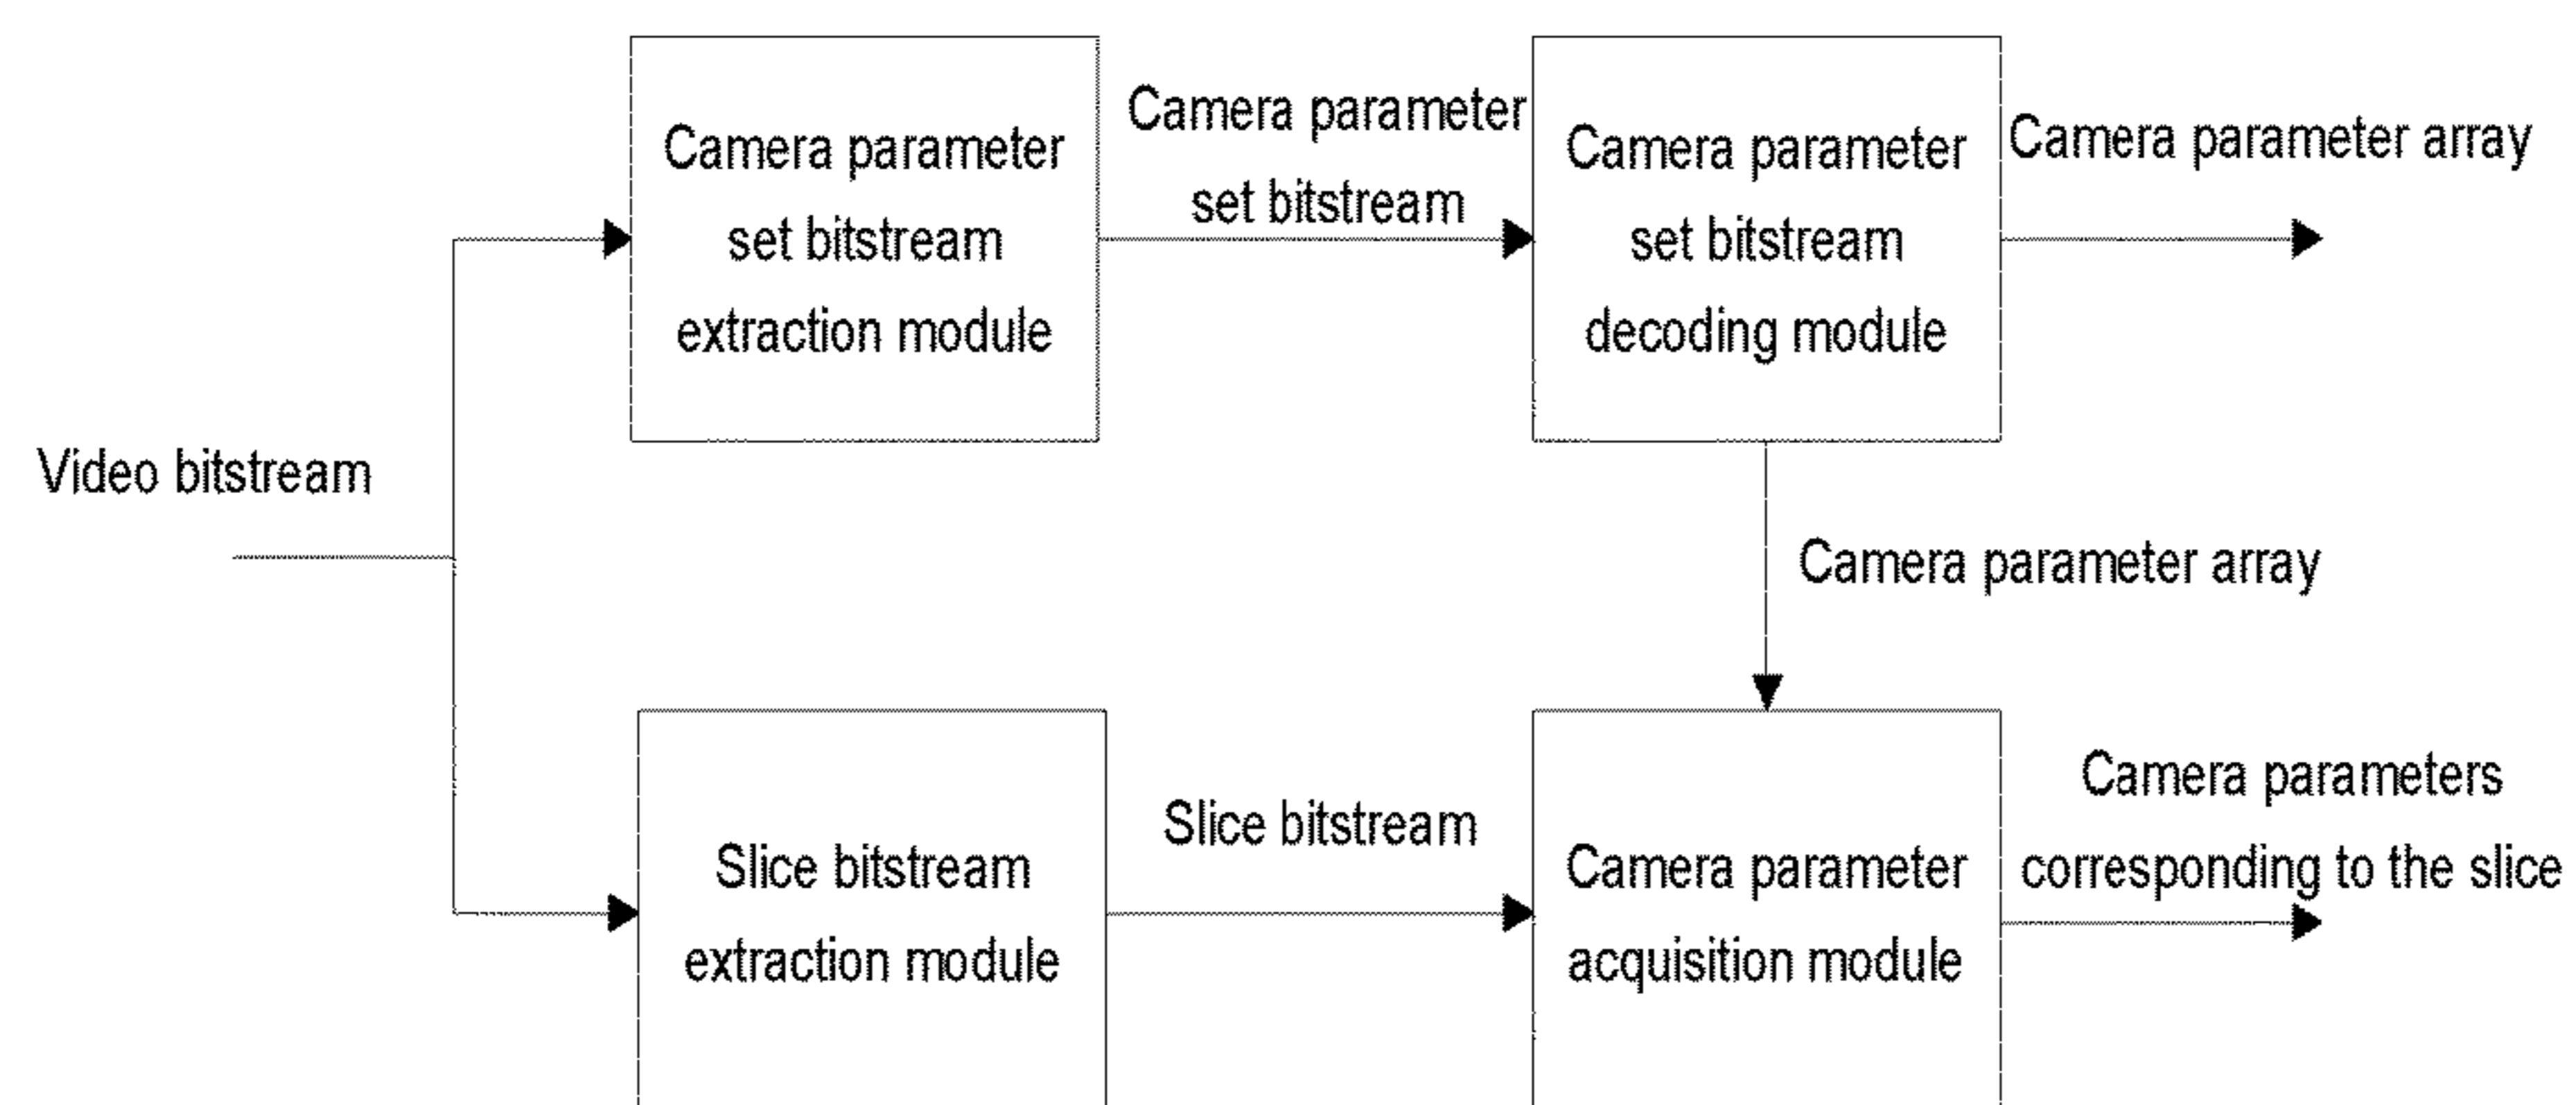 Camera parameter
set bitstream
extraction module
Camera parameter
set bitstream
Camera parameter
set bitstream
decoding module
Camera parameter array
Video bitstream
Camera parameter array
Slice bitstream
extraction module
Slice bitstream
Camera parameter
acquisition module
Camera parameters
corresponding to the slice